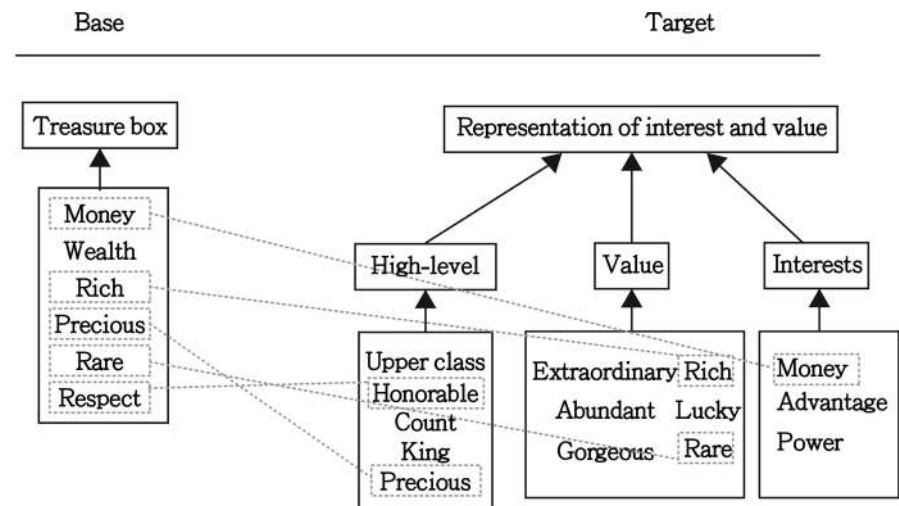 Base
Target
Treasure box
Representation of interest and value
Money
Wealth
Rich
Precious
Rare
Respect
High-level
Value
Interests
Upper class
Honorable
Count
King
Precious
Extraordinary Rich
Abundant Lucky
Gorgeous Rare
Money
Advantage
Power